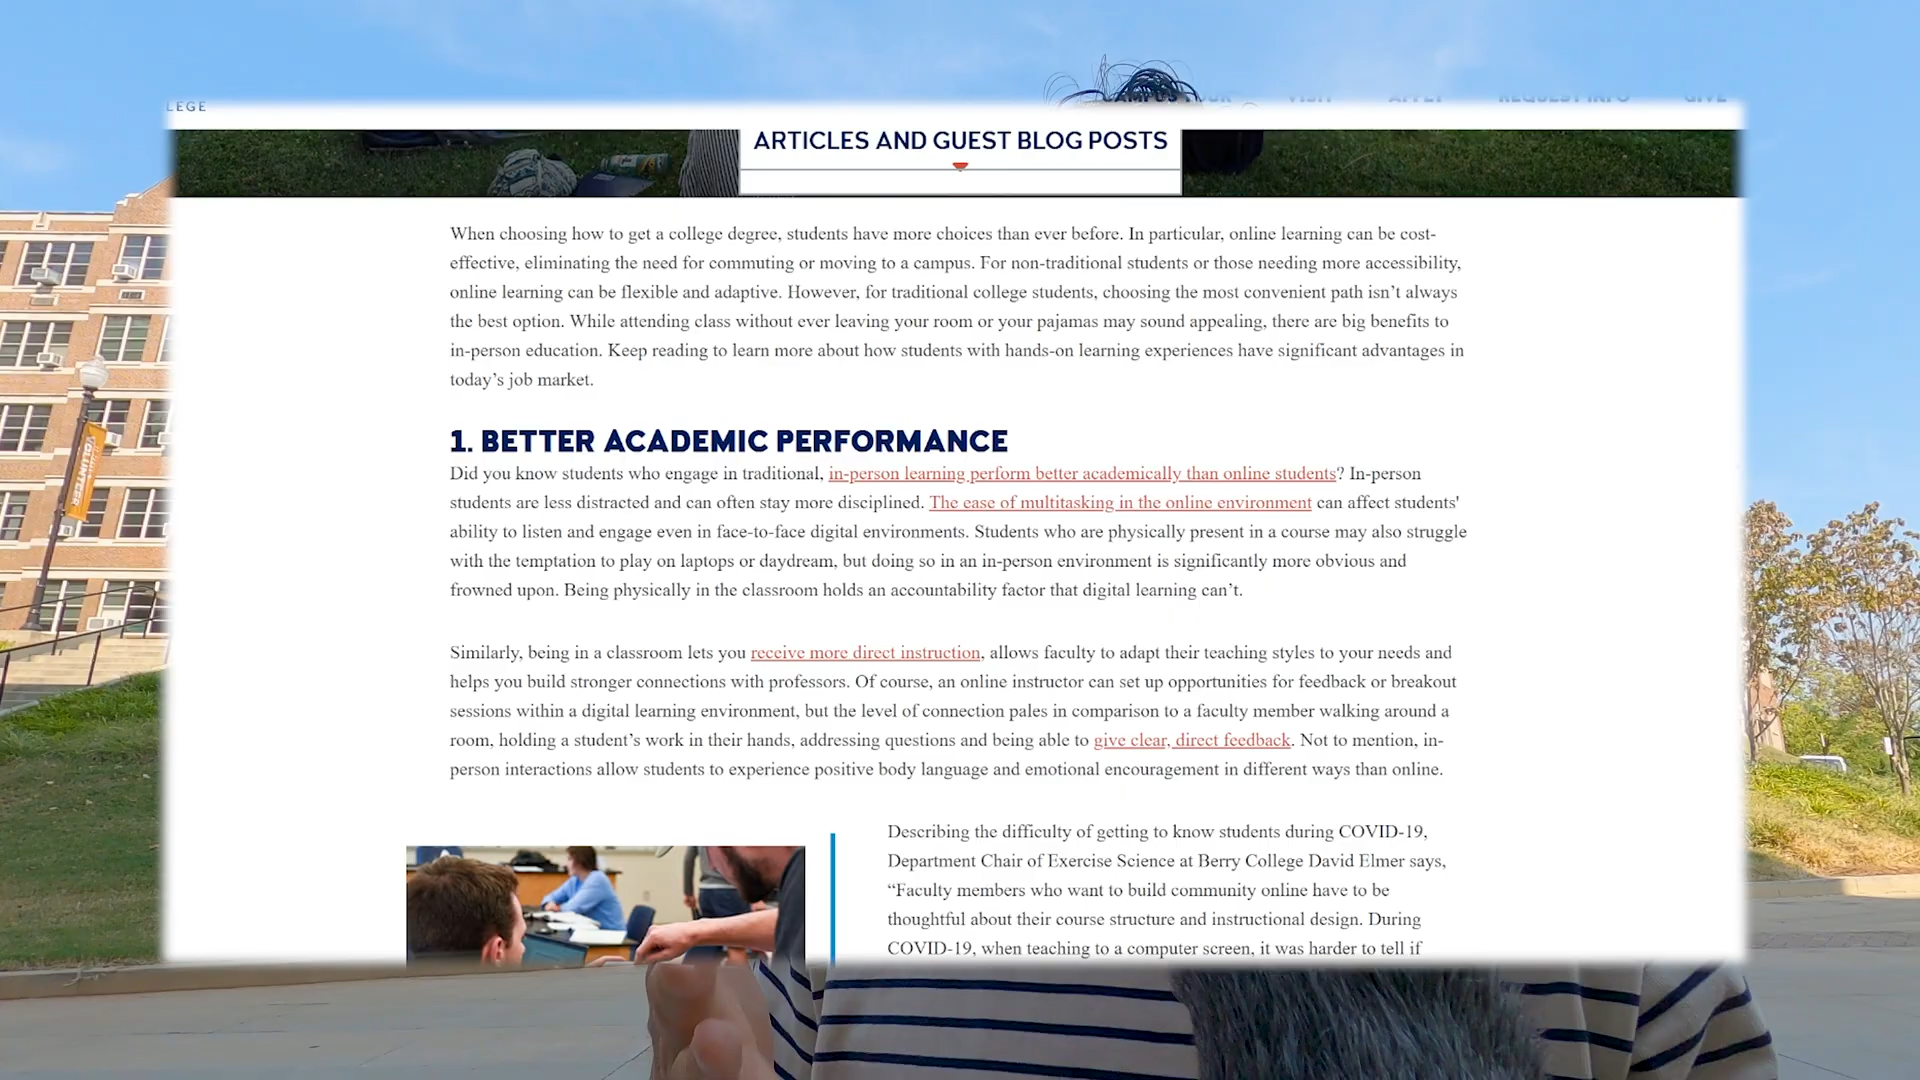 LEGE
CAMPUS TOUR VISIT APPLY REQUEST INFO GIVE
ARTICLES AND GUEST BLOG POSTS
When choosing how to get a college degree, students have more choices than ever before. In particular, online learning can be cost-
effective, eliminating the need for commuting or moving to a campus. For non-traditional students or those needing more accessibility,
online learning can be flexible and adaptive. However, for traditional college students, choosing the most convenient path isn’t always
the best option. While attending class without ever leaving your room or your pajamas may sound appealing, there are big benefits to
in-person education. Keep reading to learn more about how students with hands-on learning experiences have significant advantages in
today’s job market.
1. BETTER ACADEMIC PERFORMANCE
Did you know students who engage in traditional, in-person learning perform better academically than online students? In-person
students are less distracted and can often stay more disciplined. The ease of multitasking in the online environment can affect students'
ability to listen and engage even in face-to-face digital environments. Students who are physically present in a course may also struggle
with the temptation to play on laptops or daydream, but doing so in an in-person environment is significantly more obvious and
frowned upon. Being physically in the classroom holds an accountability factor that digital learning can’t.
Similarly, being in a classroom lets you receive more direct instruction, allows faculty to adapt their teaching styles to your needs and
helps you build stronger connections with professors. Of course, an online instructor can set up opportunities for feedback or breakout
sessions within a digital learning environment, but the level of connection pales in comparison to a faculty member walking around a
room, holding a student’s work in their hands, addressing questions and being able to give clear, direct feedback. Not to mention, in-
person interactions allow students to experience positive body language and emotional encouragement in different ways than online.
Describing the difficulty of getting to know students during COVID-19,
Department Chair of Exercise Science at Berry College David Elmer says,
“Faculty members who want to build community online have to be
thoughtful about their course structure and instructional design. During
COVID-19, when teaching to a computer screen, it was harder to tell if
VOLUNTEER